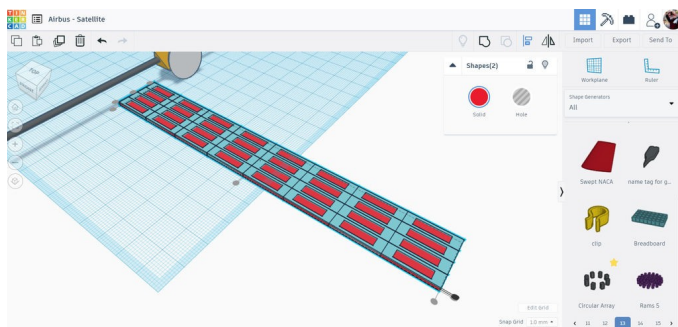 TIN
KER
CAD
Airbus - Satellite
Import
Export
Send To
TOP
Shapes(2)
Solid
Hole
Workplane
Ruler
Shape Generators
All
Swept NACA
name tag for g...
clip
Breadboard
Circular Array
Rams 5
Edit Grid
Snap Grid 1.0 mm
11 12 13 14 15